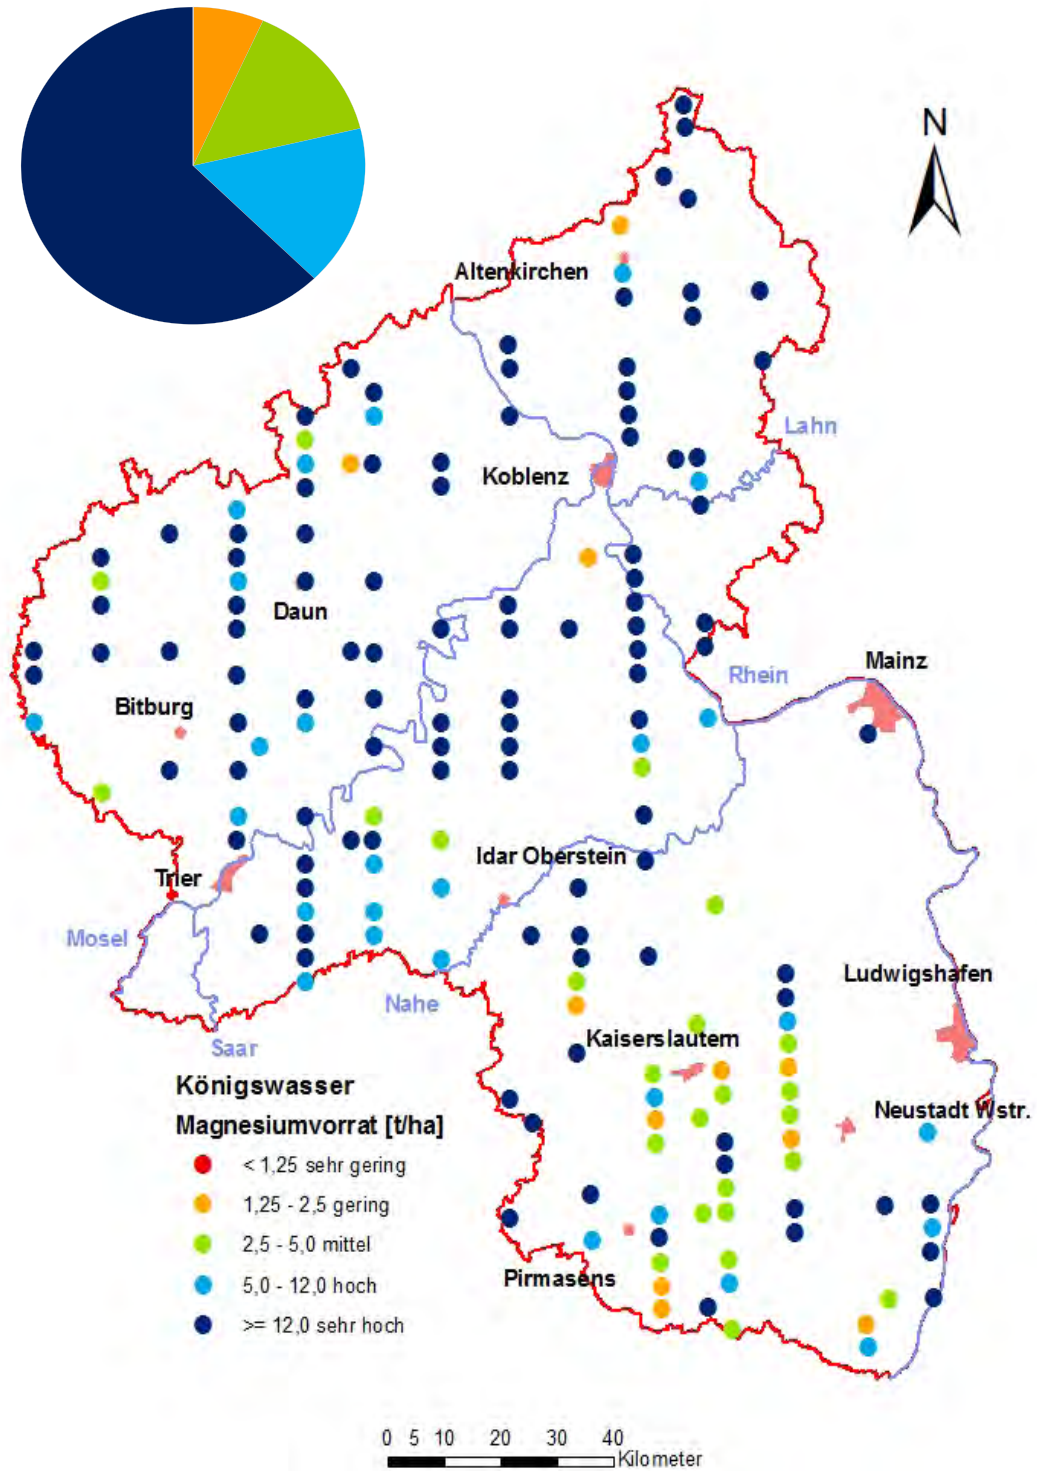 N
Altenkirchen
Lahn
Koblenz
Daun
Mainz
Rhein
Bitburg
Idar Oberstein
Trier
Mosel
Ludwigshafen
Nahe
Kaiserslautern
Saar
Königswasser
Neustadt Wstr.
Magnesiumvorrat [t/ha]
< 1,25 sehr gering
1,25 - 2,5 gering
2,5 - 5,0 mittel
5,0 - 12,0 hoch
Pirmasens
>= 12,0 sehr hoch
0 5 10 20 30 40
Kilometer